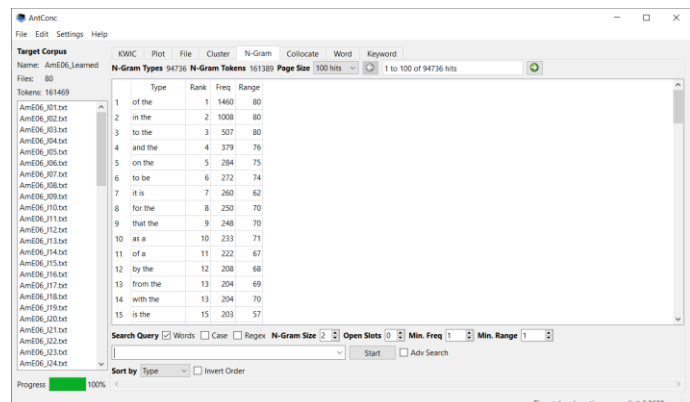 AntConc
File Edit Settings Help
Target Corpus
Name: AmE06_Learned
Files: 80
Tokens: 161469
AmE06_J01.txt
AmE06_J02.txt
AmE06_J03.txt
AmE06_J04.txt
AmE06_J05.txt
AmE06_J06.txt
AmE06_J07.txt
AmE06_J08.txt
AmE06_J09.txt
AmE06_J10.txt
AmE06_J11.txt
AmE06_J12.txt
AmE06_J13.txt
AmE06_J14.txt
AmE06_J15.txt
AmE06_J16.txt
AmE06_J17.txt
AmE06_J18.txt
AmE06_J19.txt
AmE06_J20.txt
AmE06_J21.txt
AmE06_J22.txt
AmE06_J23.txt
AmE06_J24.txt
Progress 100%
KWIC Plot File Cluster N-Gram Collocate Word Keyword
N-Gram Types 94736 N-Gram Tokens 161389 Page Size 100 hits 1 to 100 of 94736 hits
Type Rank Freq Range
1 of the 1 1460 80
2 in the 2 1008 80
3 to the 3 507 80
4 and the 4 379 76
5 on the 5 284 75
6 to be 6 272 74
7 it is 7 260 62
8 for the 8 250 70
9 that the 9 248 70
10 as a 10 233 71
11 of a 11 222 67
12 by the 12 208 68
13 from the 13 204 69
14 with the 13 204 70
15 is the 15 203 57
Search Query Words Case Regex N-Gram Size 2 Open Slots 0 Min. Freq 1 Min. Range 1
Start Adv Search
Sort by Type Invert Order